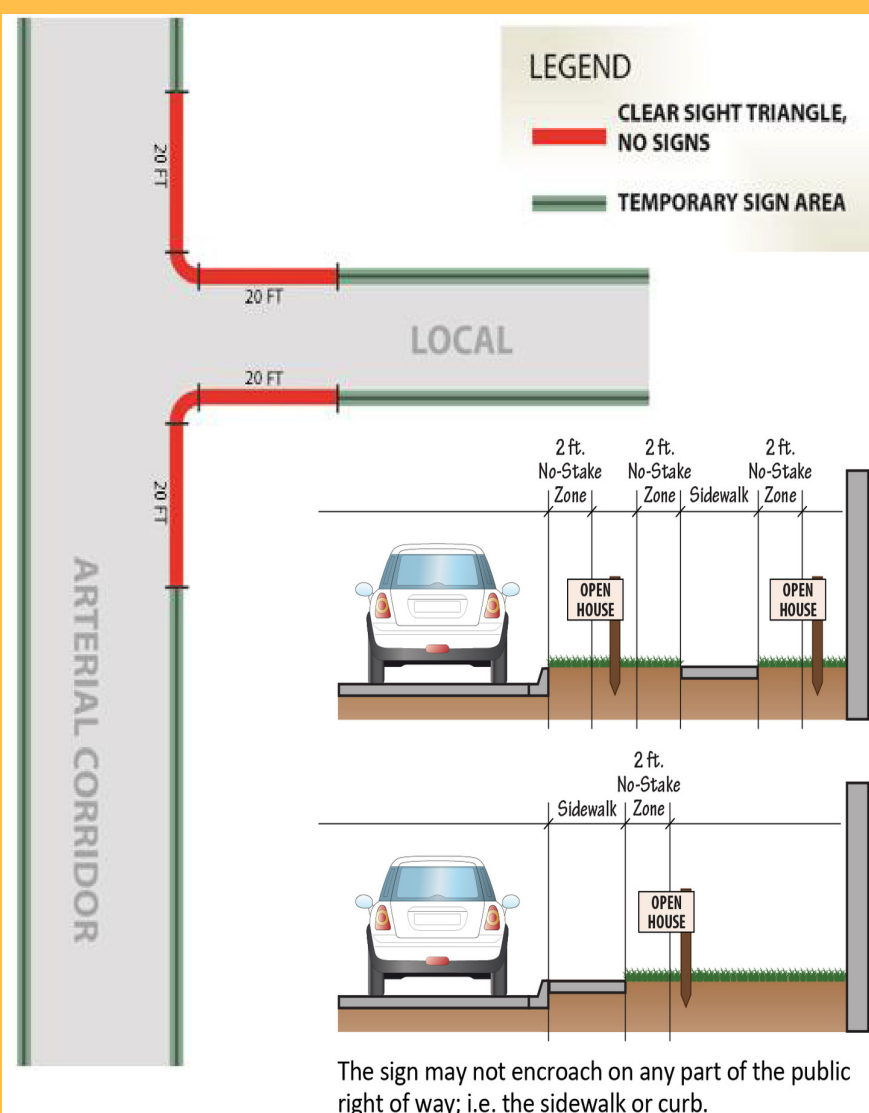 LEGEND
CLEAR SIGHT TRIANGLE,
NO SIGNS
TEMPORARY SIGN AREA
20 FT
20 FT
LOCAL
20 FT
20 FT
ARTERIAL CORRIDOR
2 ft.
No-Stake
Zone
2 ft.
No-Stake
Zone
Sidewalk
2 ft.
No-Stake
Zone
OPEN
HOUSE
OPEN
HOUSE
2 ft.
No-Stake
Zone
Sidewalk
OPEN
HOUSE
The sign may not encroach on any part of the public
right of way; i.e. the sidewalk or curb.